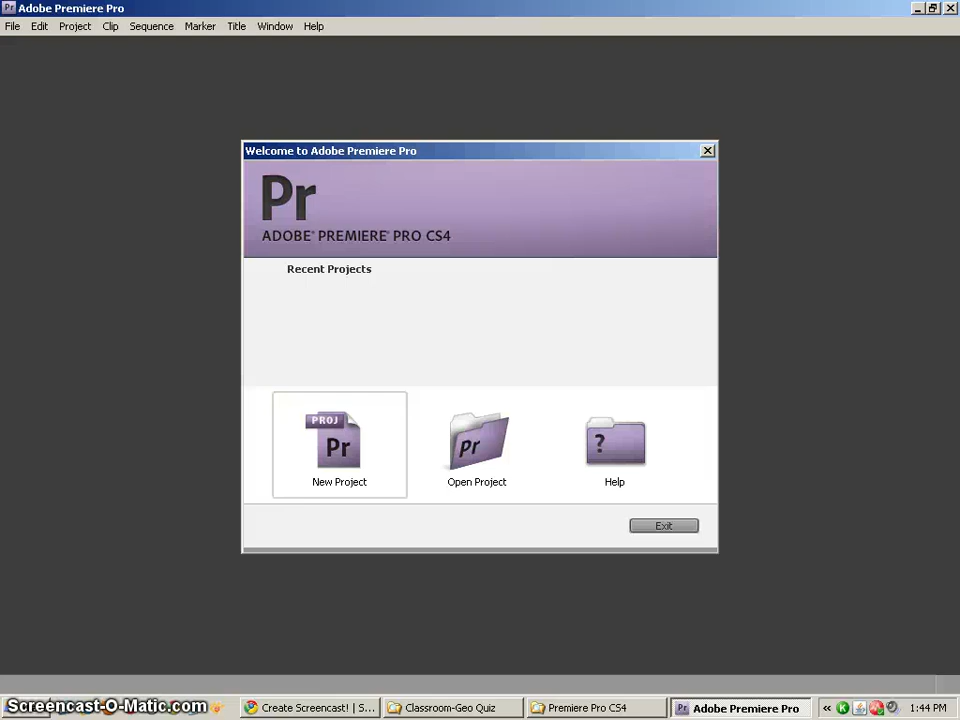 Pr Adobe Premiere Pro
File Edit Project Clip Sequence Marker Title Window Help
Welcome to Adobe Premiere Pro
Pr
ADOBE® PREMIERE® PRO CS4
Recent Projects
PROJ
Pr
Pr
?
New Project
Open Project
Help
Exit
Screencast-O-Matic.com
Create Screencast! | S...
Classroom-Geo Quiz
Premiere Pro CS4
Pr Adobe Premiere Pro
« K
1:44 PM